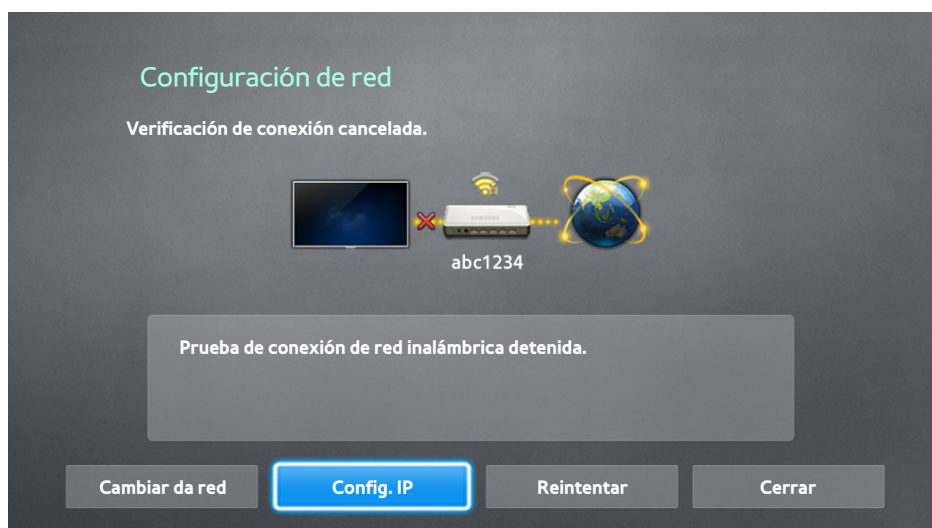 Configuración de red
Verificación de conexión cancelada.
SAMSUNG
abc1234
Prueba de conexión de red inalámbrica detenida.
Cambiar da red
Config. IP
Reintentar
Cerrar